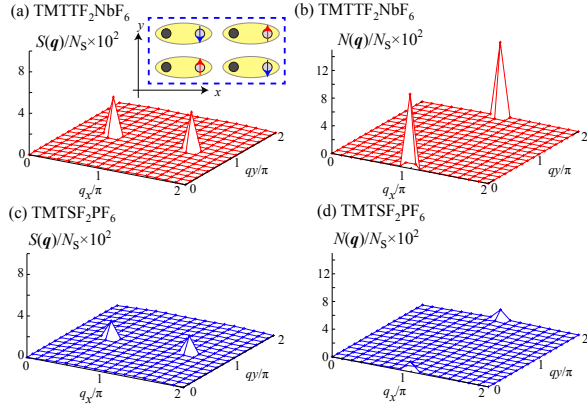 (a) TMTTF₂NbF₆
S(q)/Nₛ×10²
8
4
0
0
1
2
qₓ/π
0
1
2
qy/π
y
x
(b) TMTTF₂NbF₆
N(q)/Nₛ×10²
12
8
4
0
0
1
2
qₓ/π
0
1
2
qy/π
(c) TMTSF₂PF₆
S(q)/Nₛ×10²
8
4
0
0
1
2
qₓ/π
0
1
2
qy/π
(d) TMTSF₂PF₆
N(q)/Nₛ×10²
12
8
4
0
0
1
2
qₓ/π
0
1
2
qy/π